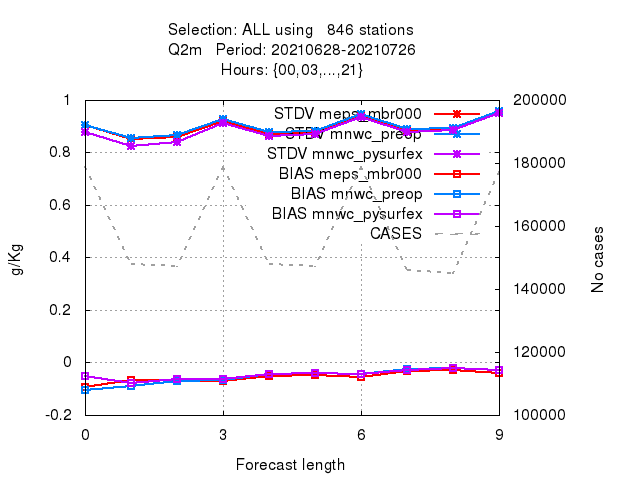 Selection: ALL using   846 stations
Q2m   Period: 20210628-20210726
Hours: {00,03,...,21}
1
200000
STDV meps_mbr000
STDV mnwc_preop
STDV mnwc_pysurfex
BIAS meps_mbr000
BIAS mnwc_preop
BIAS mnwc_pysurfex
CASES
0.8
180000
0.6
160000
0.4
140000
0.2
120000
0
-0.2
100000
g/Kg
No cases
0 3 6 9
Forecast length